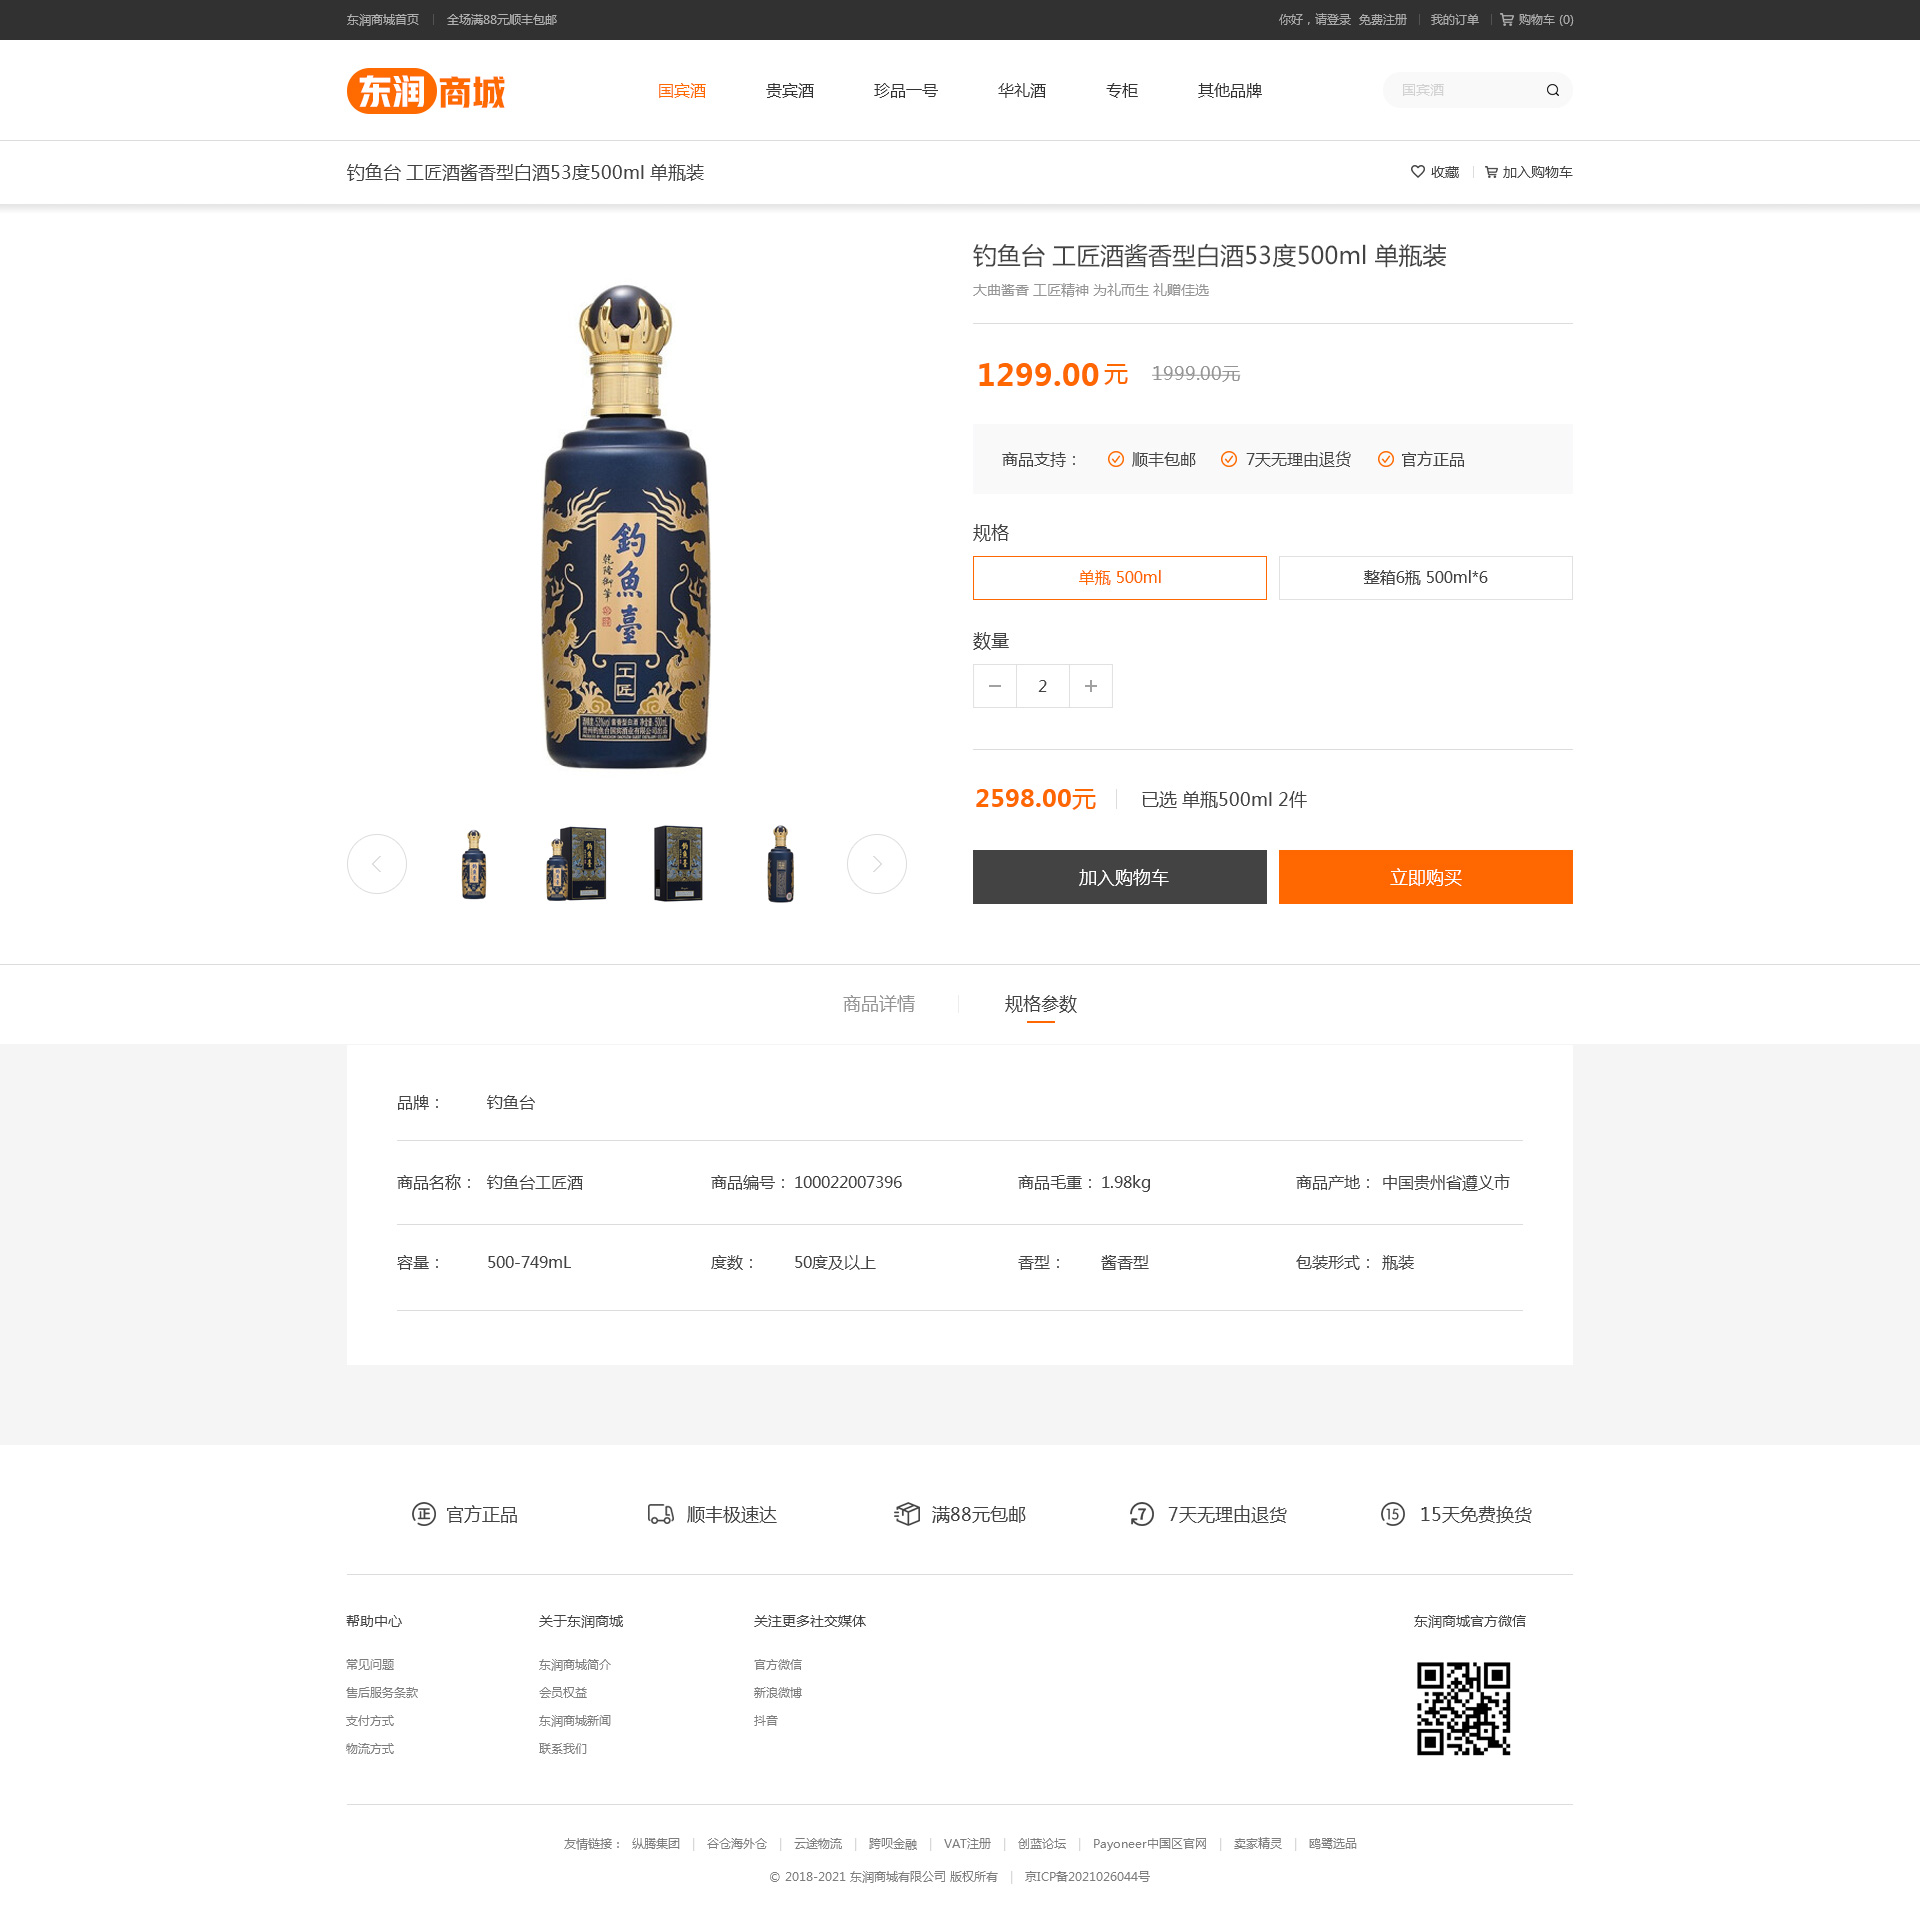 东润商城首页
全场满88元顺丰包邮
你好，请登录 免费注册
我的订单
购物车 (0)
东润商城
国宾酒
贵宾酒
珍品一号
华礼酒
专柜
其他品牌
国宾酒
钓鱼台 工匠酒酱香型白酒53度500ml 单瓶装
收藏
加入购物车
钓鱼台 工匠酒酱香型白酒53度500ml 单瓶装
大曲酱香 工匠精神 为礼而生 礼赠佳选
1299.00 元 1999.00元
商品支持： 顺丰包邮 7天无理由退货 官方正品
规格
单瓶 500ml
整箱6瓶 500ml*6
数量
2
釣魚臺
乾隆御筆
工匠
2598.00元
已选 单瓶500ml 2件
加入购物车
立即购买
商品详情
规格参数
品牌： 钓鱼台
商品名称： 钓鱼台工匠酒 商品编号： 100022007396 商品毛重： 1.98kg 商品产地： 中国贵州省遵义市
容量： 500-749mL 度数： 50度及以上 香型： 酱香型 包装形式： 瓶装
正 官方正品
顺丰极速达
满88元包邮
7 7天无理由退货
15 15天免费换货
帮助中心
常见问题
售后服务条款
支付方式
物流方式
关于东润商城
东润商城简介
会员权益
东润商城新闻
联系我们
关注更多社交媒体
官方微信
新浪微博
抖音
东润商城官方微信
友情链接： 纵腾集团 | 谷仓海外仓 | 云途物流 | 跨呗金融 | VAT注册 | 创蓝论坛 | Payoneer中国区官网 | 卖家精灵 | 鸥鹭选品
© 2018-2021 东润商城有限公司 版权所有 | 京ICP备2021026044号